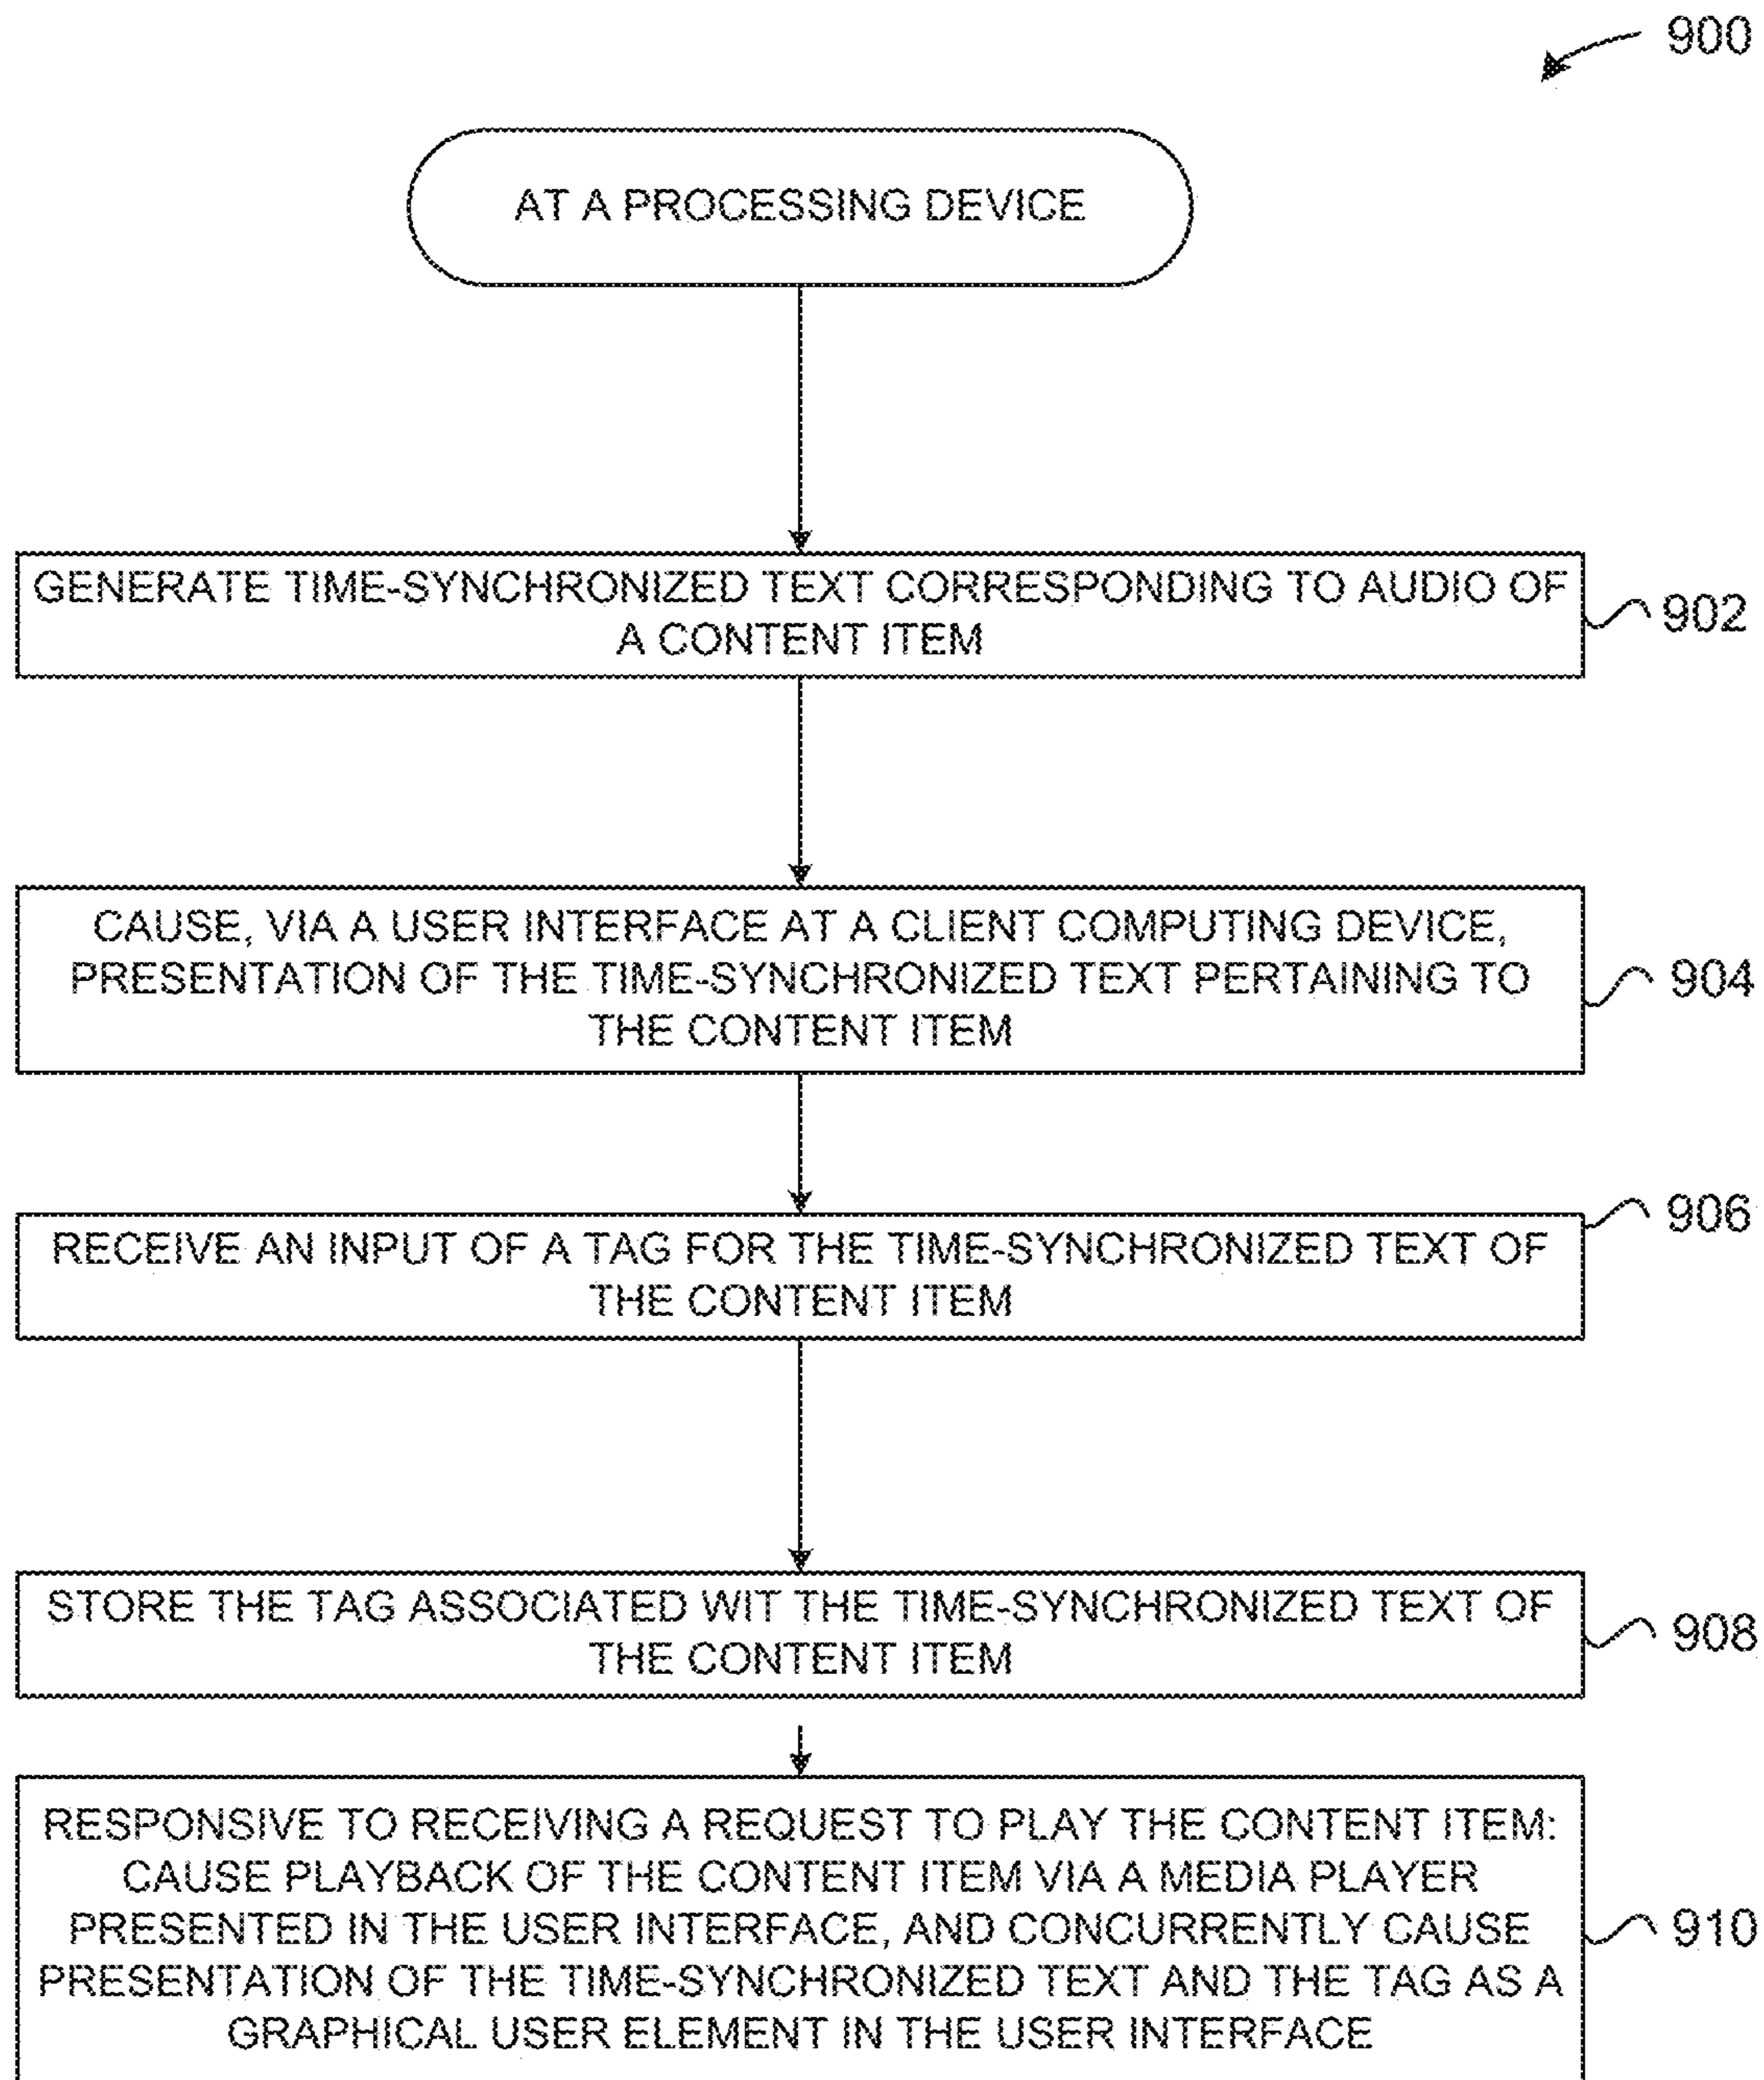 900
AT A PROCESSING DEVICE
GENERATE TIME-SYNCHRONIZED TEXT CORRESPONDING TO AUDIO OF
A CONTENT ITEM
902
CAUSE, VIA A USER INTERFACE AT A CLIENT COMPUTING DEVICE,
PRESENTATION OF THE TIME-SYNCHRONIZED TEXT PERTAINING TO
THE CONTENT ITEM
904
RECEIVE AN INPUT OF A TAG FOR THE TIME-SYNCHRONIZED TEXT OF
THE CONTENT ITEM
906
STORE THE TAG ASSOCIATED WIT THE TIME-SYNCHRONIZED TEXT OF
THE CONTENT ITEM
908
RESPONSIVE TO RECEIVING A REQUEST TO PLAY THE CONTENT ITEM:
CAUSE PLAYBACK OF THE CONTENT ITEM VIA A MEDIA PLAYER
PRESENTED IN THE USER INTERFACE, AND CONCURRENTLY CAUSE
PRESENTATION OF THE TIME-SYNCHRONIZED TEXT AND THE TAG AS A
GRAPHICAL USER ELEMENT IN THE USER INTERFACE
910